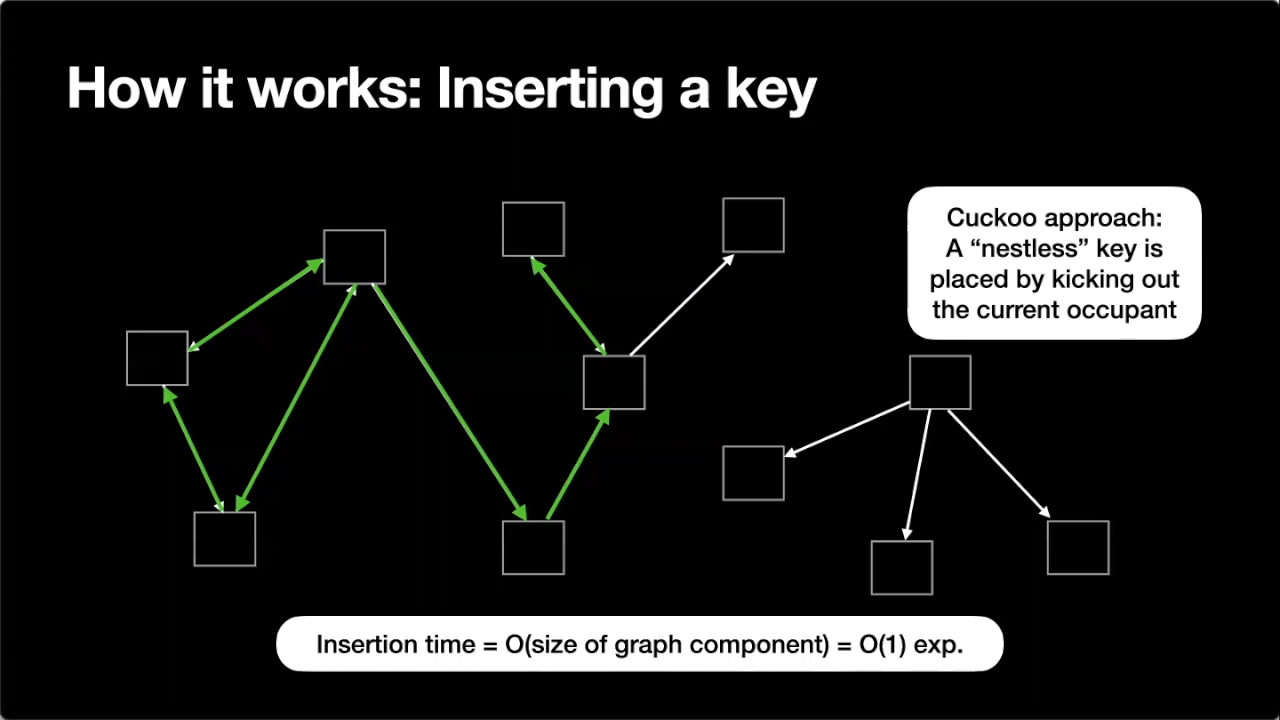 How it works: Inserting a key
Cuckoo approach:
A “nestless” key is
placed by kicking out
the current occupant
Insertion time = O(size of graph component) = O(1) exp.